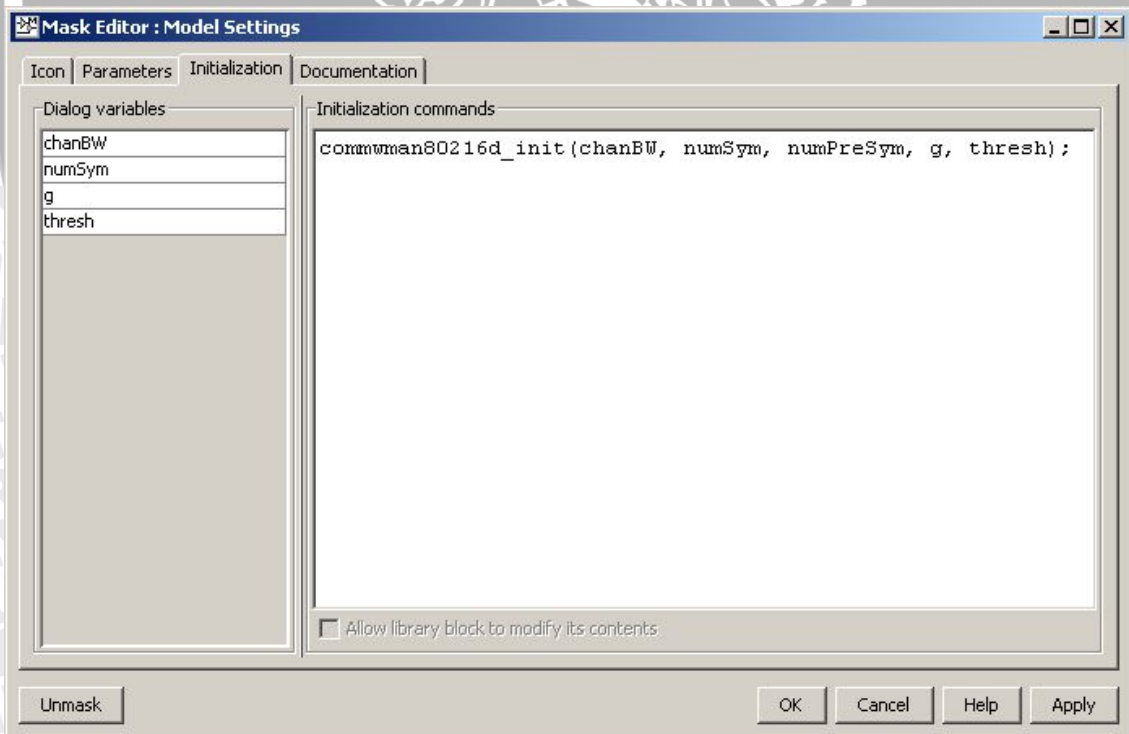 Mask Editor : Model Settings
Icon Parameters Initialization Documentation
Dialog variables
chanBW
numSym
g
thresh
Initialization commands
commwman80216d_init(chanBW, numSym, numPreSym, g, thresh);
Allow library block to modify its contents
Unmask OK Cancel Help Apply